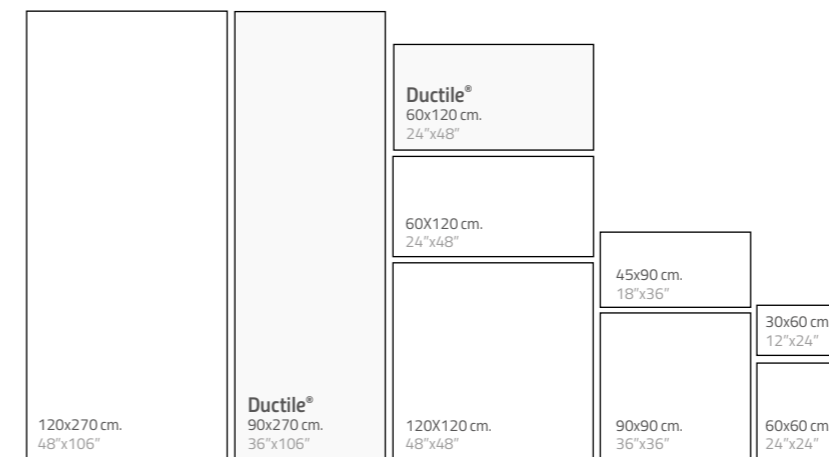 120x270 cm.
48”x106”
Ductile®
90x270 cm.
36”x106”
Ductile®
60x120 cm.
24”x48”
60X120 cm.
24”x48”
120X120 cm.
48”x48”
45x90 cm.
18”x36”
90x90 cm.
36”x36”
30x60 cm
12”x24”
60x60 cm
24”x24”